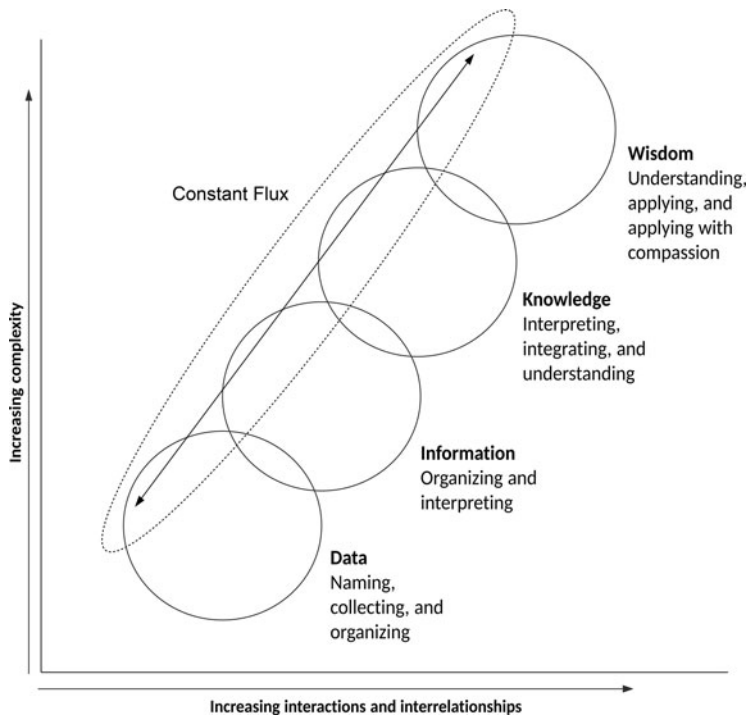 Constant Flux
Wisdom
Understanding,
applying, and
applying with
compassion
Knowledge
Interpreting,
integrating, and
understanding
Information
Organizing and
interpreting
Data
Naming,
collecting, and
organizing
Increasing complexity
Increasing interactions and interrelationships